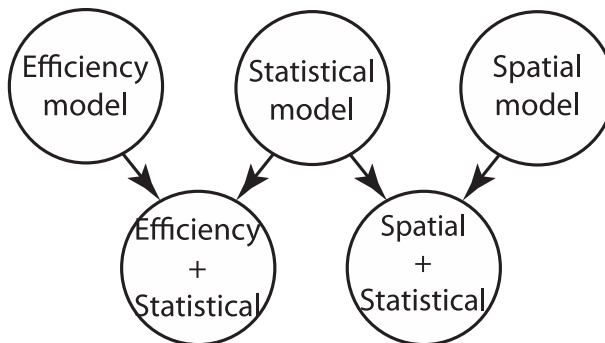 Efficiency
model
Statistical
model
Spatial
model
Efficiency
+
Statistical
Spatial
+
Statistical